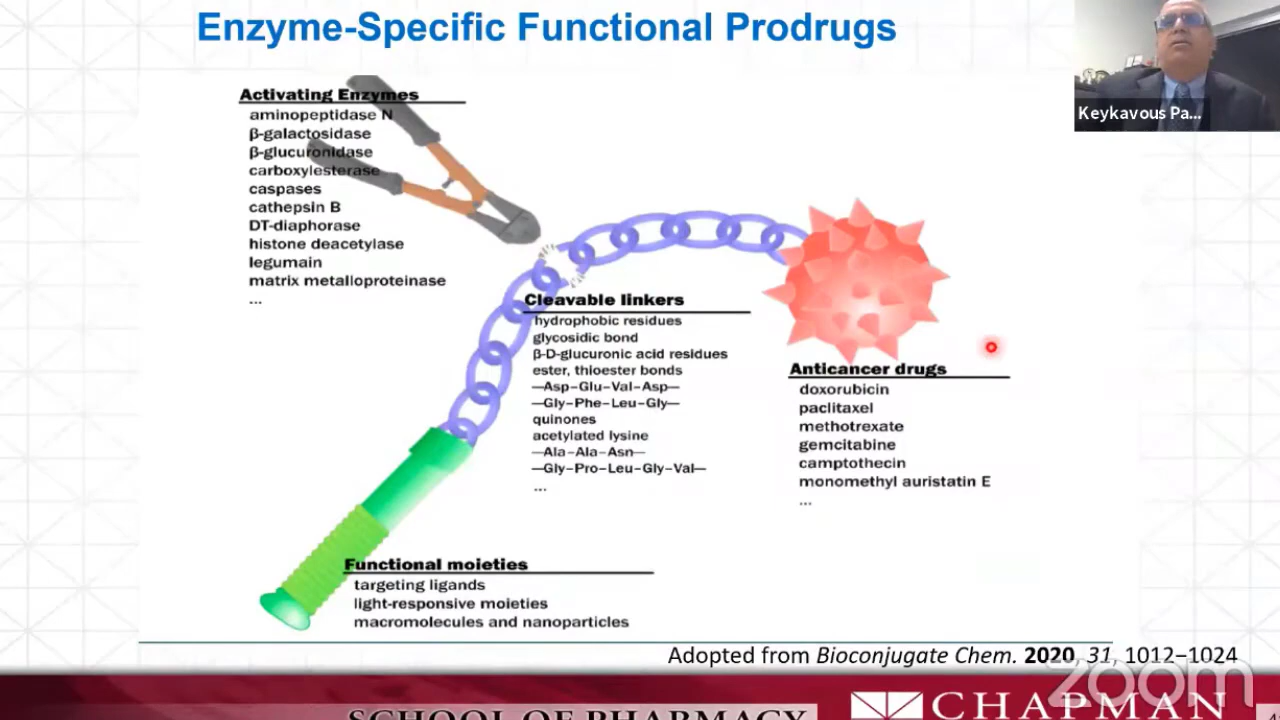 Enzyme-Specific Functional Prodrugs
Keykavous Pa...
Activating Enzymes
aminopeptidase N
β-galactosidase
β-glucuronidase
carboxylesterase
caspases
cathepsin B
DT-diaphorase
histone deacetylase
legumain
matrix metalloproteinase
...
Cleavable linkers
hydrophobic residues
glycosidic bond
β-D-glucuronic acid residues
ester, thioester bonds
—Asp–Glu–Val–Asp—
—Gly–Phe–Leu–Gly—
quinones
acetylated lysine
—Ala–Ala–Asn—
—Gly–Pro–Leu–Gly–Val—
...
Anticancer drugs
doxorubicin
paclitaxel
methotrexate
gemcitabine
camptothecin
monomethyl auristatin E
...
Functional moieties
targeting ligands
light-responsive moieties
macromolecules and nanoparticles
Adopted from Bioconjugate Chem. 2020, 31, 1012−1024
zoom
SCHOOL OF PHARMACY
CHAPMAN